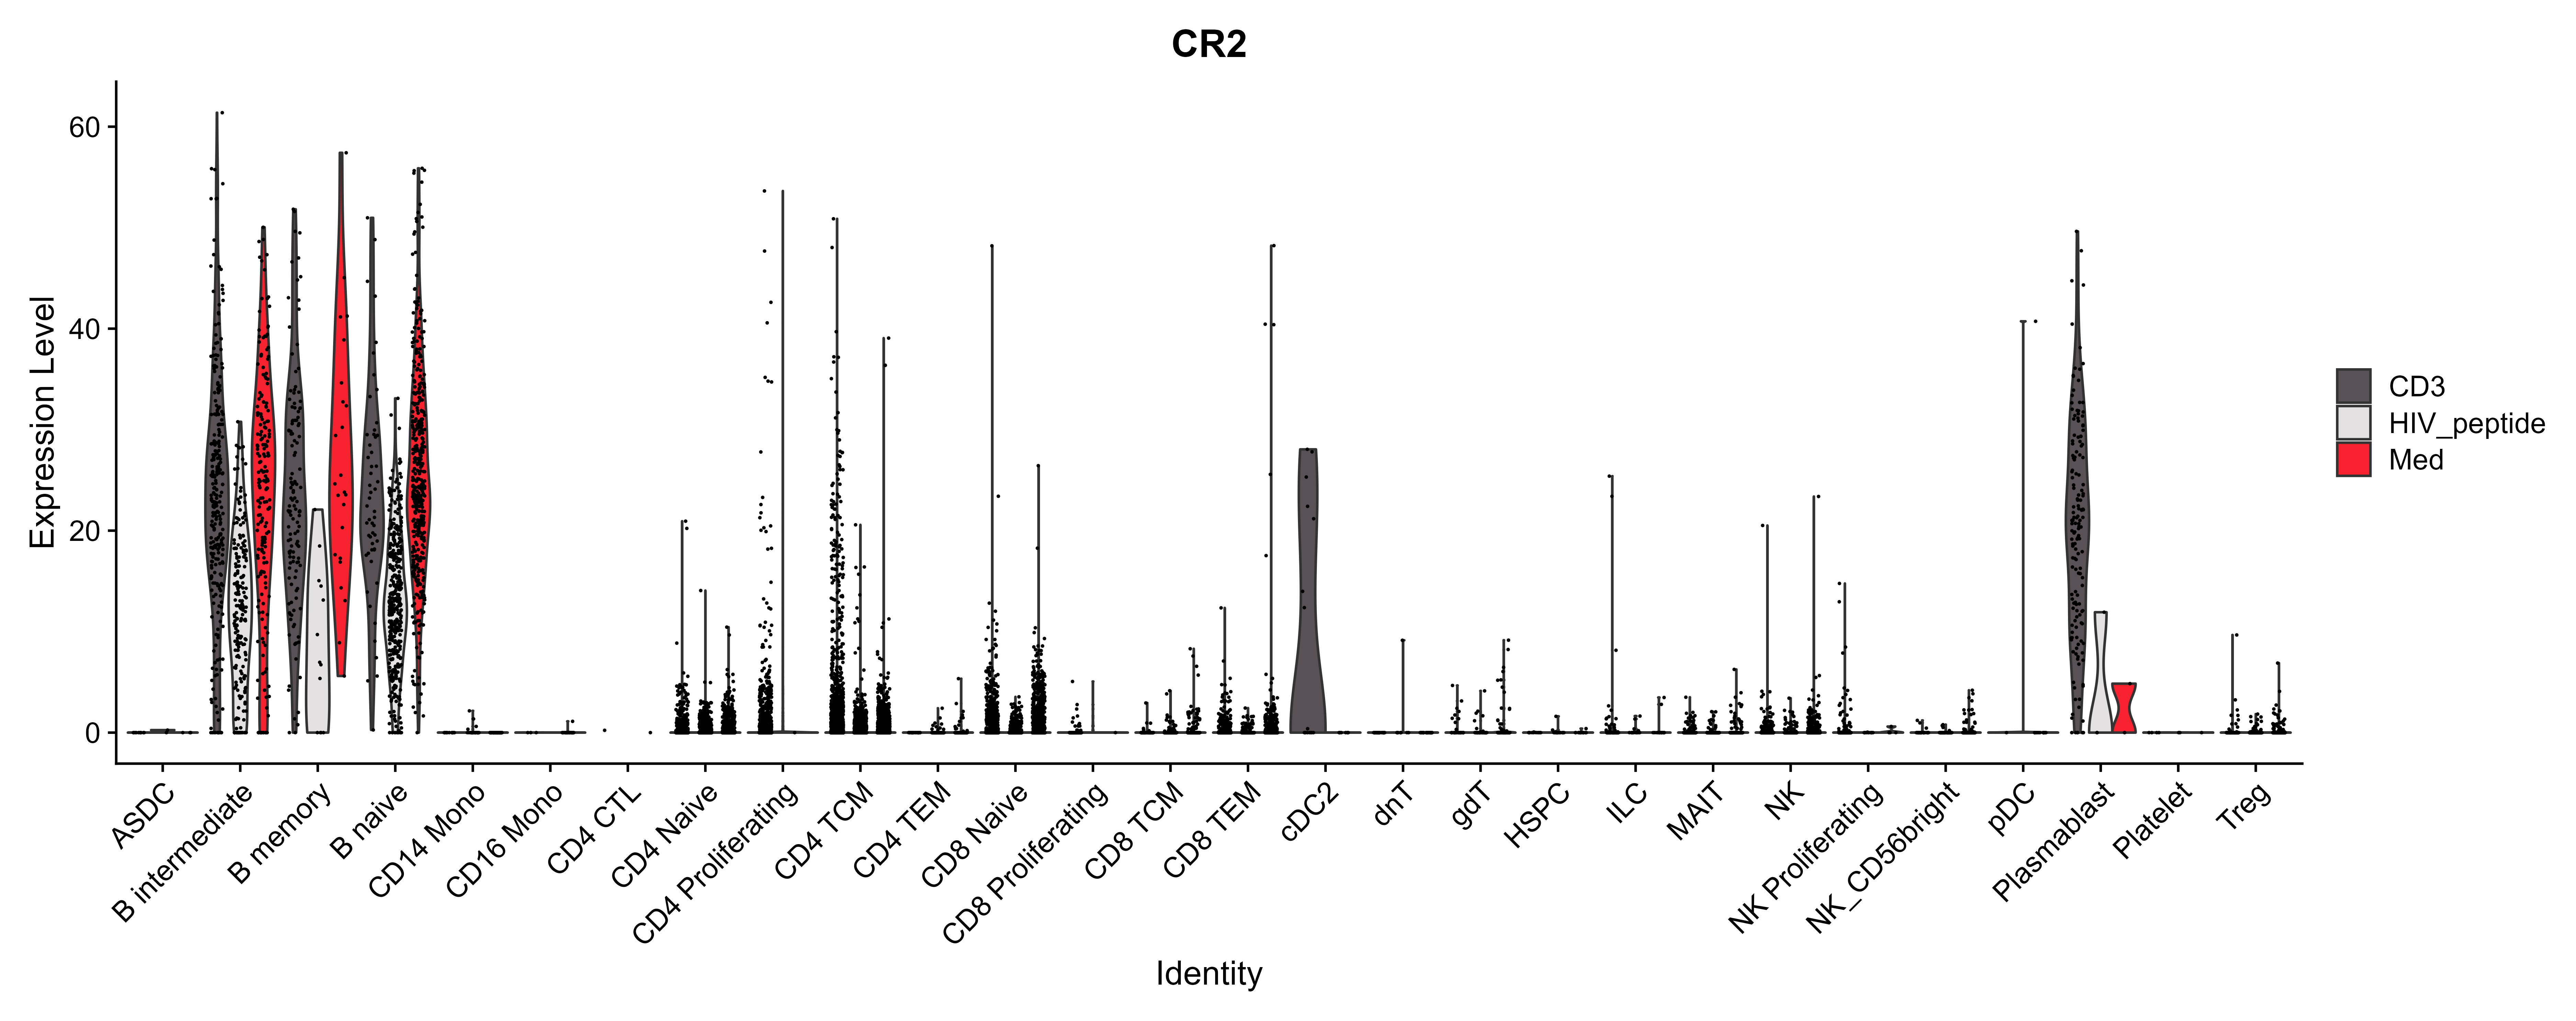 CR2
Expression Level
60
40
20
0
ASDC
B intermediate
B memory
B naive
CD14 Mono
CD16 Mono
CD4 CTL
CD4 Naive
CD4 Proliferating
CD4 TCM
CD4 TEM
CD8 Naive
CD8 Proliferating
CD8 TCM
CD8 TEM
cDC2
dnT
gdT
HSPC
ILC
MAIT
NK
NK Proliferating
NK_CD56bright
pDC
Plasmablast
Platelet
Treg
Identity
CD3
HIV_peptide
Med